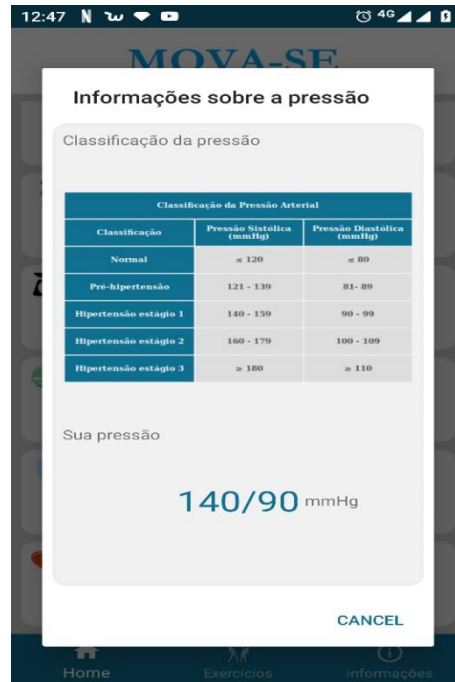 12:47
4G
MOVA-SE
Informações sobre a pressão
Classificação da pressão
Classificação da Pressão Arterial
Classificação Pressão Sistólica (mmHg) Pressão Diastólica (mmHg)
Normal ≤ 120 ≤ 80
Pré-hipertensão 121 - 139 81- 89
Hipertensão estágio 1 140 - 159 90 - 99
Hipertensão estágio 2 160 - 179 100 - 109
Hipertensão estágio 3 ≥ 180 ≥ 110
Sua pressão
140/90 mmHg
CANCEL
Home Exercicios informações